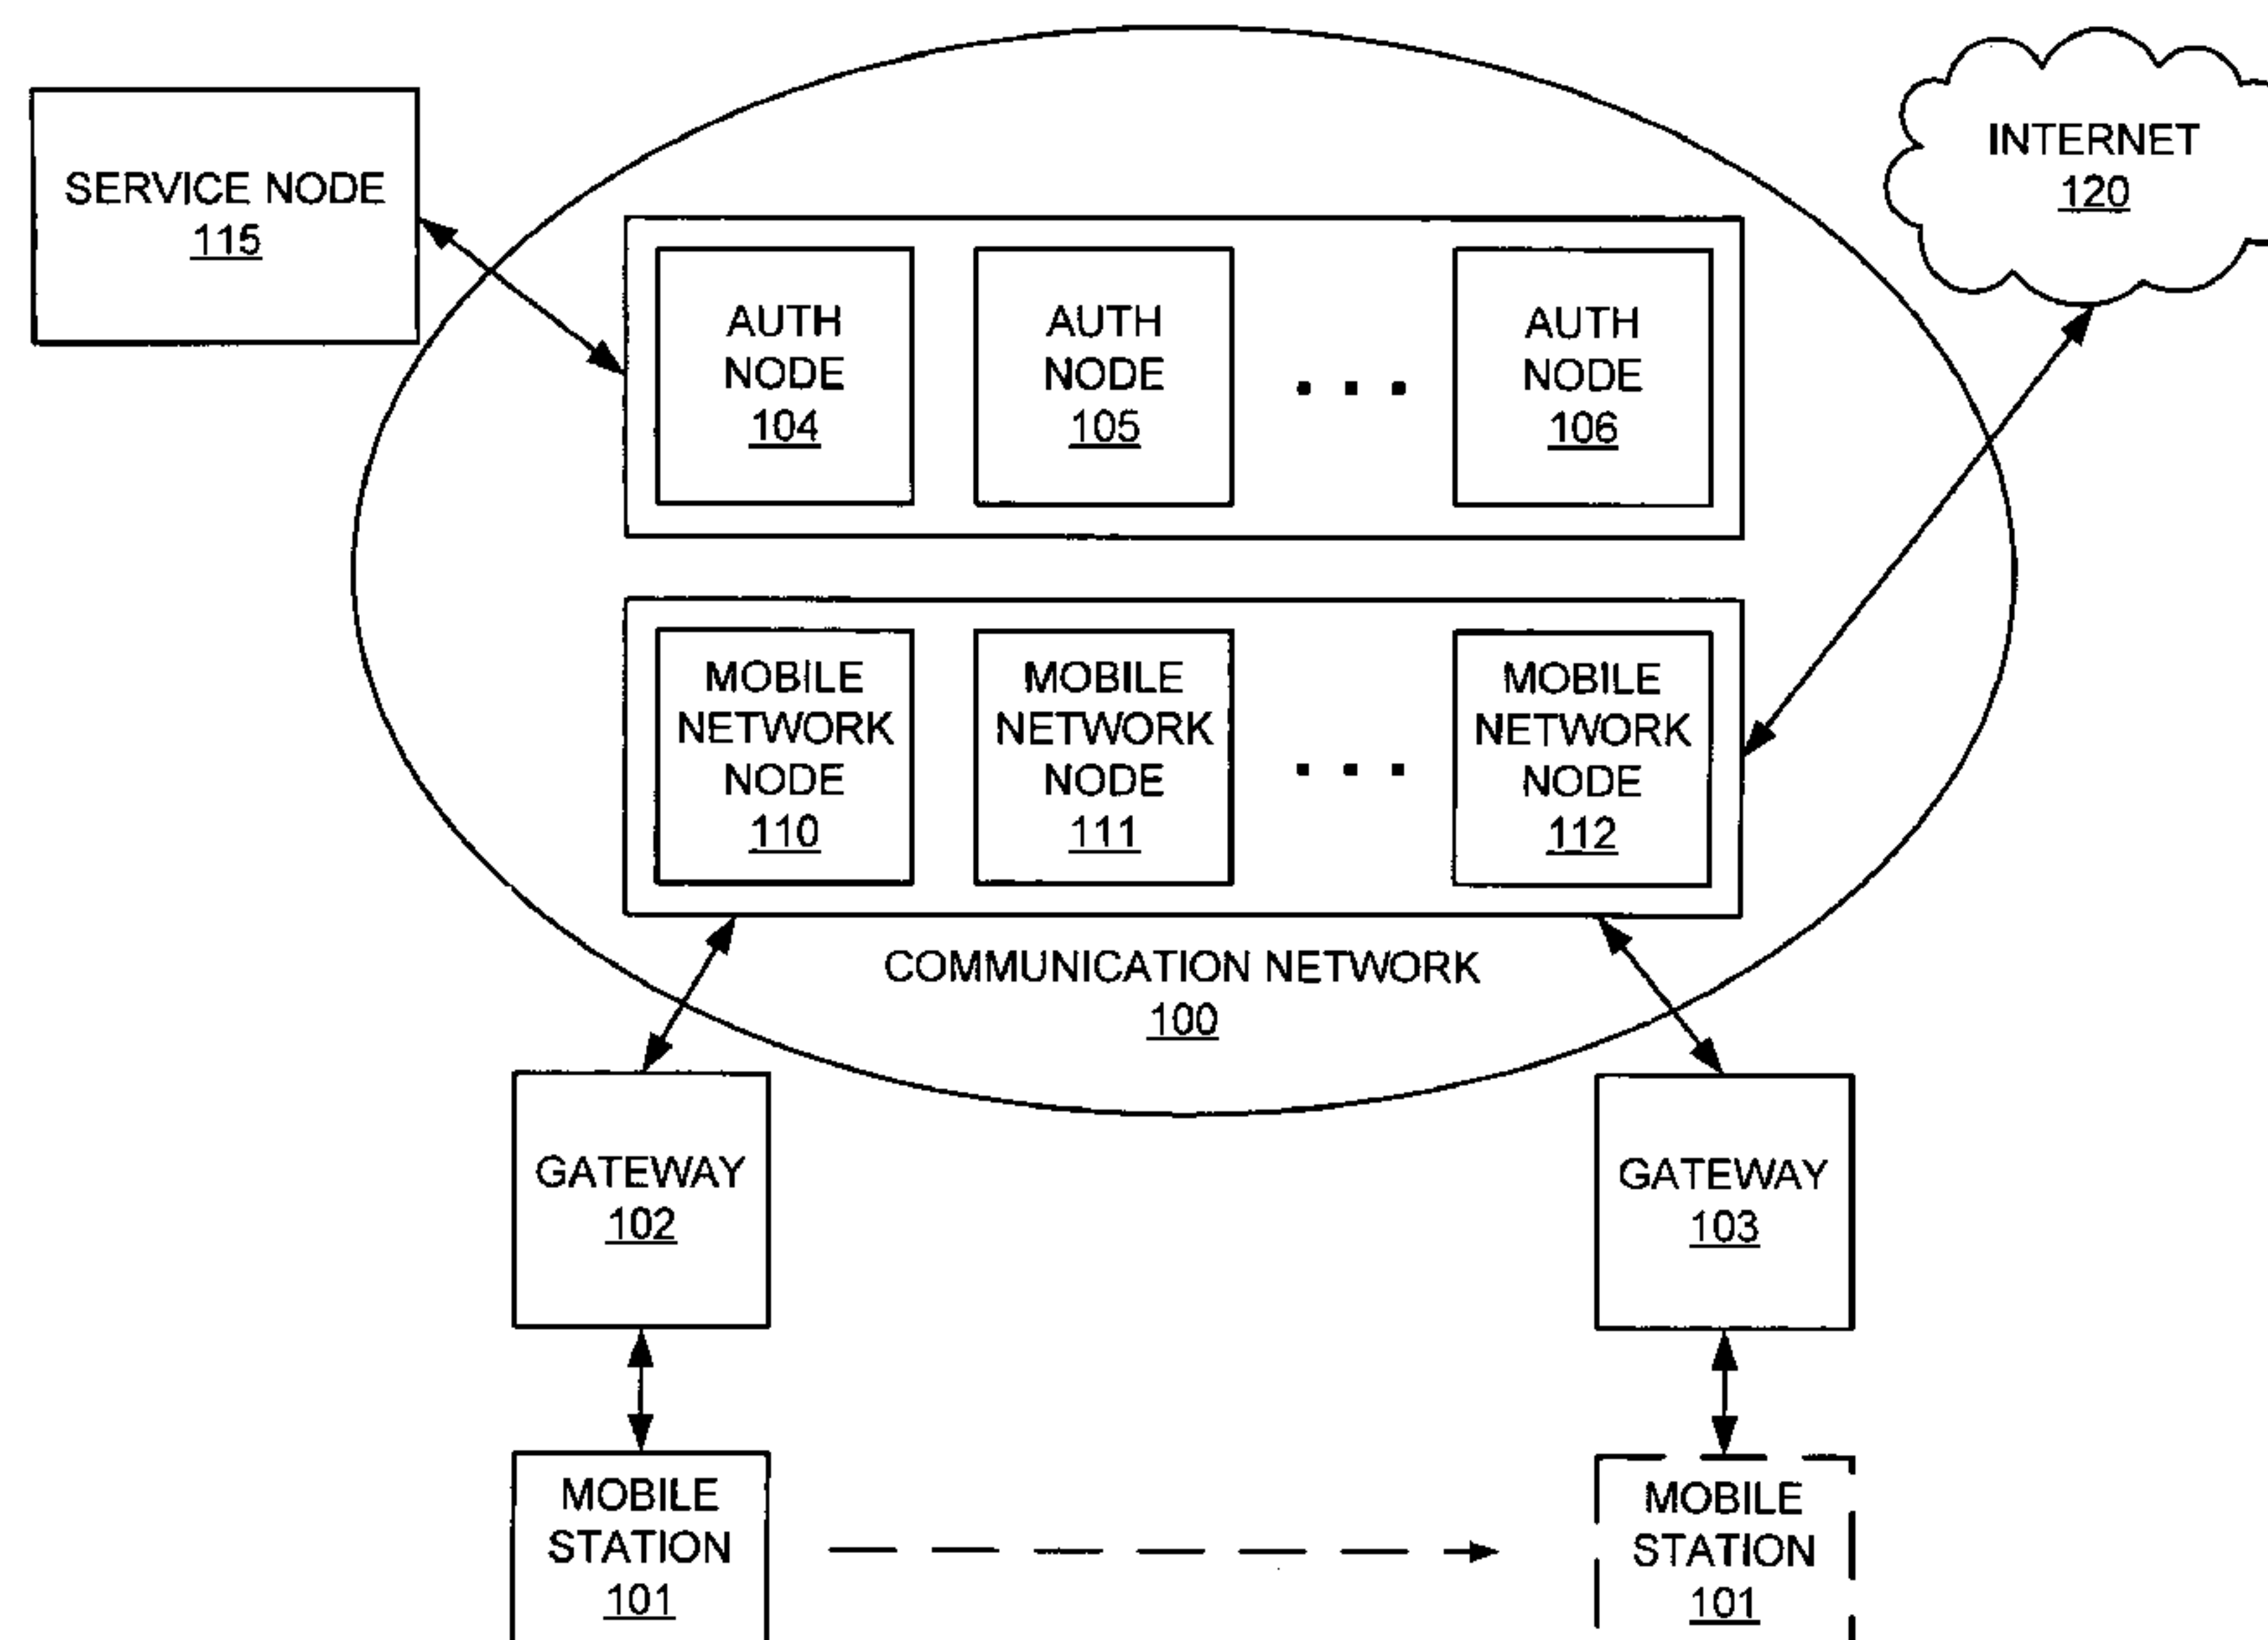 SERVICE NODE
115
INTERNET
120
AUTH
NODE
104
AUTH
NODE
105
. . .
AUTH
NODE
106
MOBILE
NETWORK
NODE
110
MOBILE
NETWORK
NODE
111
. . .
MOBILE
NETWORK
NODE
112
COMMUNICATION NETWORK
100
GATEWAY
102
GATEWAY
103
MOBILE
STATION
101
MOBILE
STATION
101